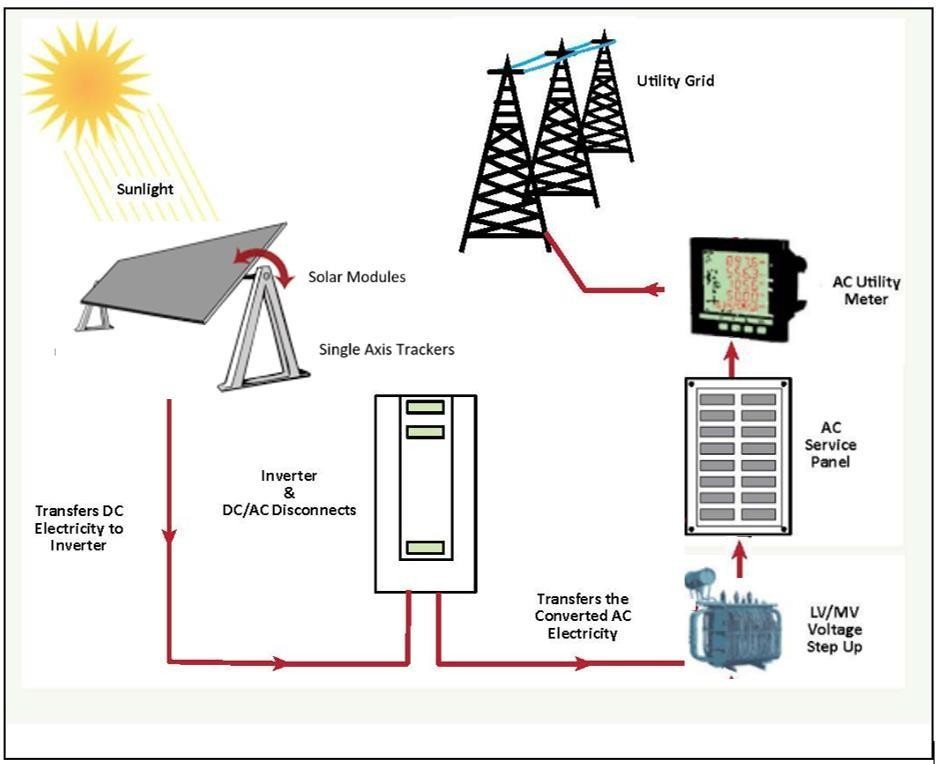 Utility Grid
Sunlight
Solar Modules
AC Utility
Meter
Single Axis Trackers
AC
Service
Panel
Inverter
&
DC/AC Disconnects
Transfers DC
Electricity to
Inverter
Transfers the
Converted AC
Electricity
LV/MV
Voltage
Step Up